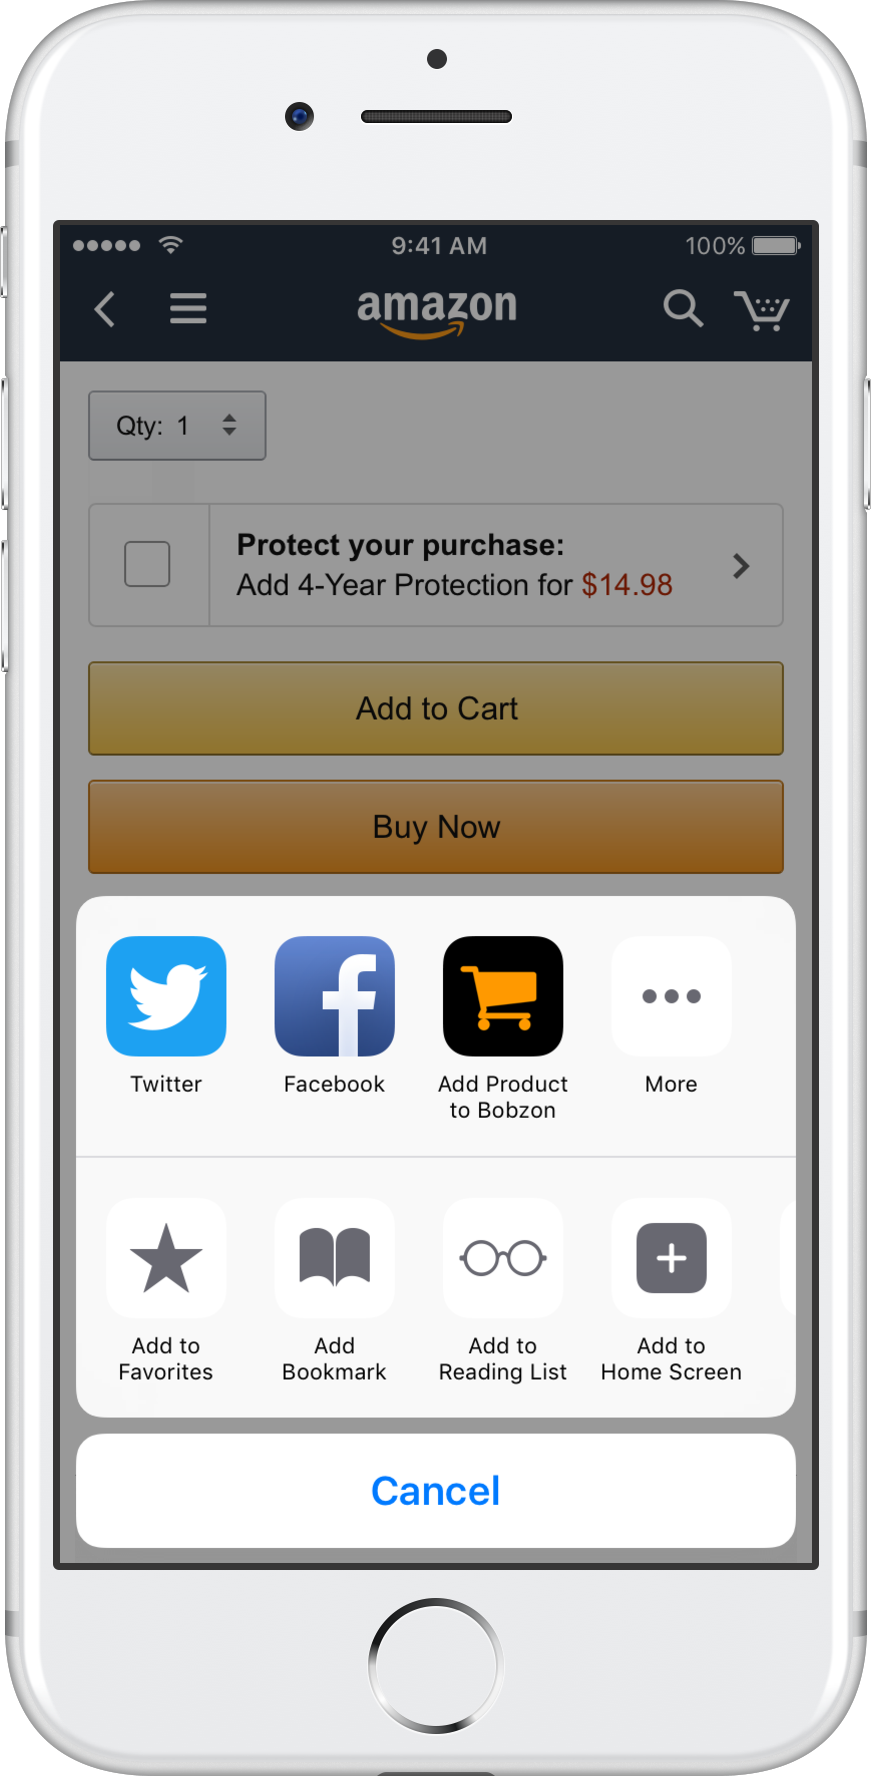 9:41 AM
100%
amazon
Qty: 1
Protect your purchase:
Add 4-Year Protection for $14.98
Add to Cart
Buy Now
Twitter
Facebook
Add Product
to Bobzon
More
Add to
Favorites
Add
Bookmark
Add to
Reading List
Add to
Home Screen
Cancel